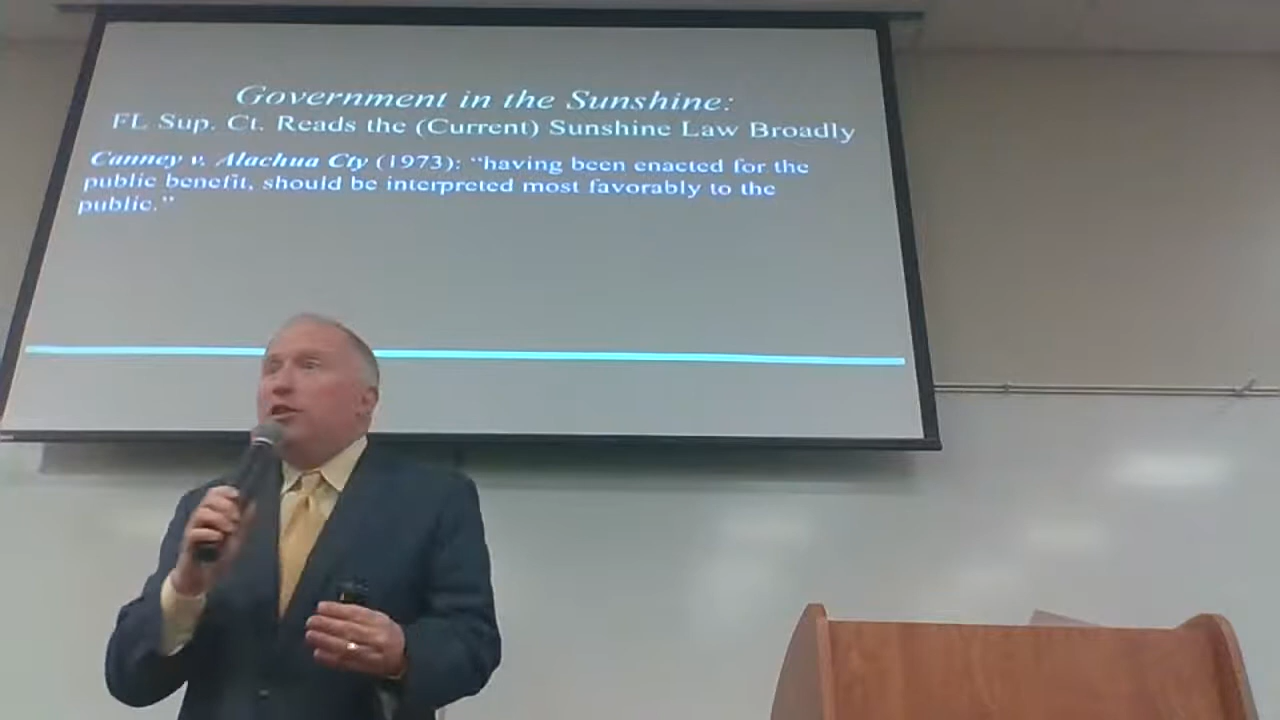 Government in the Sunshine:
FL Sup. Ct. Reads the (Current) Sunshine Law Broadly
Canney v. Alachua Cty (1973): “having been enacted for the
public benefit, should be interpreted most favorably to the
public.”